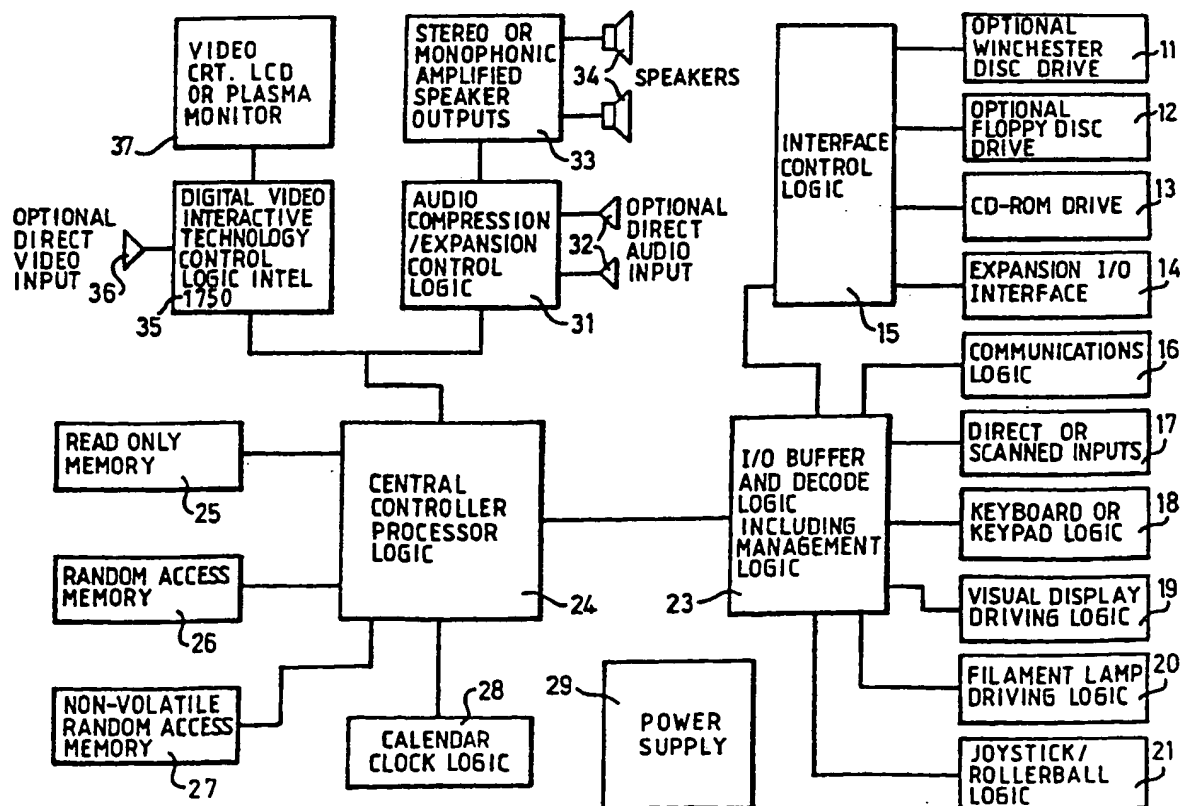 VIDEO
CRT. LCD
OR PLASMA
MONITOR
37
STEREO OR
MONOPHONIC
AMPLIFIED
SPEAKER
OUTPUTS
33
34 SPEAKERS
OPTIONAL
DIRECT
VIDEO
INPUT
36
DIGITAL VIDEO
INTERACTIVE
TECHNOLOGY
CONTROL
LOGIC INTEL
1750
35
AUDIO
COMPRESSION
/EXPANSION
CONTROL
LOGIC
31
32
OPTIONAL
DIRECT
AUDIO
INPUT
INTERFACE
CONTROL
LOGIC
15
OPTIONAL
WINCHESTER
DISC DRIVE
11
OPTIONAL
FLOPPY DISC
DRIVE
12
CD-ROM DRIVE
13
EXPANSION I/O
INTERFACE
14
COMMUNICATIONS
LOGIC
16
DIRECT OR
SCANNED INPUTS
17
KEYBOARD OR
KEYPAD LOGIC
18
VISUAL DISPLAY
DRIVING LOGIC
19
FILAMENT LAMP
DRIVING LOGIC
20
JOYSTICK/
ROLLERBALL
LOGIC
21
READ ONLY
MEMORY
25
RANDOM ACCESS
MEMORY
26
NON-VOLATILE
RANDOM ACCESS
MEMORY
27
CENTRAL
CONTROLLER
PROCESSOR
LOGIC
24
CALENDAR
CLOCK LOGIC
28
I/O BUFFER
AND DECODE
LOGIC
INCLUDING
MANAGEMENT
LOGIC
23
POWER
SUPPLY
29